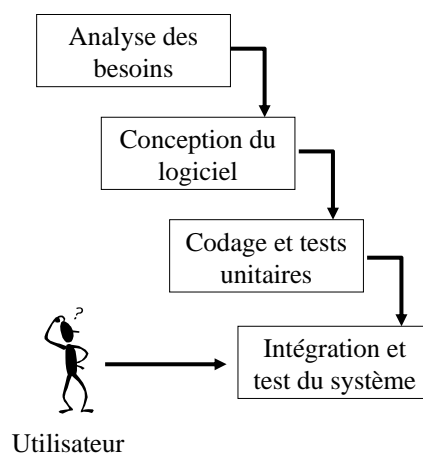 Analyse des
besoins
Conception du
logiciel
Codage et tests
unitaires
?
Intégration et
test du système
Utilisateur